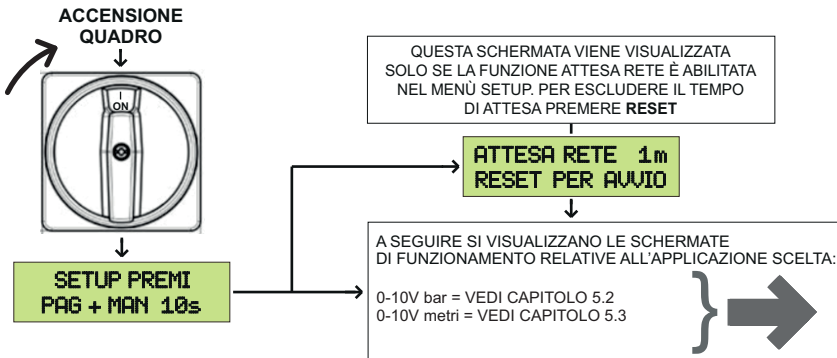 ACCENSIONE
QUADRO
I
ON
SETUP PREMI
PAG + MAN 10s
QUESTA SCHERMATA VIENE VISUALIZZATA
SOLO SE LA FUNZIONE ATTESA RETE È ABILITATA
NEL MENÙ SETUP. PER ESCLUDERE IL TEMPO
DI ATTESA PREMERE RESET
ATTESA RETE 1m
RESET PER AVVIO
A SEGUIRE SI VISUALIZZANO LE SCHERMATE
DI FUNZIONAMENTO RELATIVE ALL'APPLICAZIONE SCELTA:
0-10V bar = VEDI CAPITOLO 5.2
0-10V metri = VEDI CAPITOLO 5.3